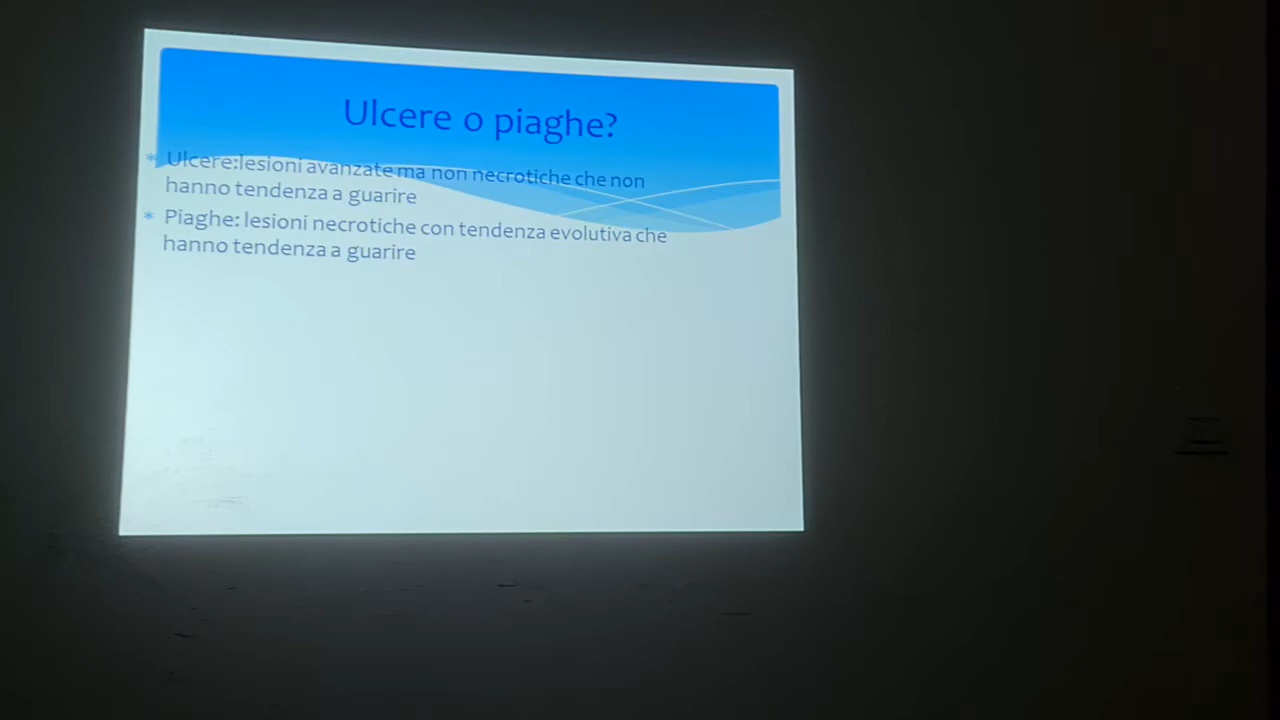 Ulcere o piaghe?
* Ulcere:lesioni avanzate ma non necrotiche che non
hanno tendenza a guarire
* Piaghe: lesioni necrotiche con tendenza evolutiva che
hanno tendenza a guarire